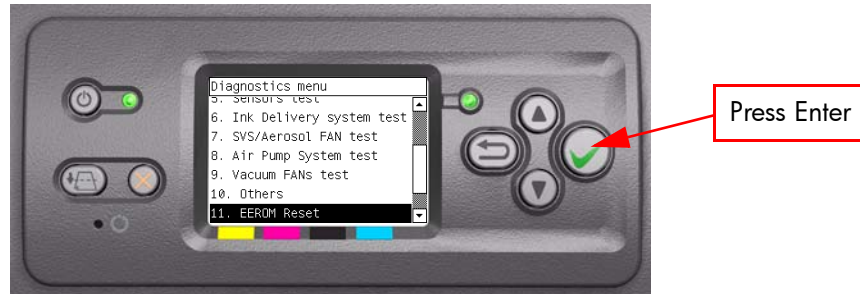 Diagnostics menu
5. Sensors test
6. Ink Delivery system test
7. SVS/Aerosol FAN test
8. Air Pump System test
9. Vacuum FANs test
10. Others
11. EEROM Reset
Press Enter